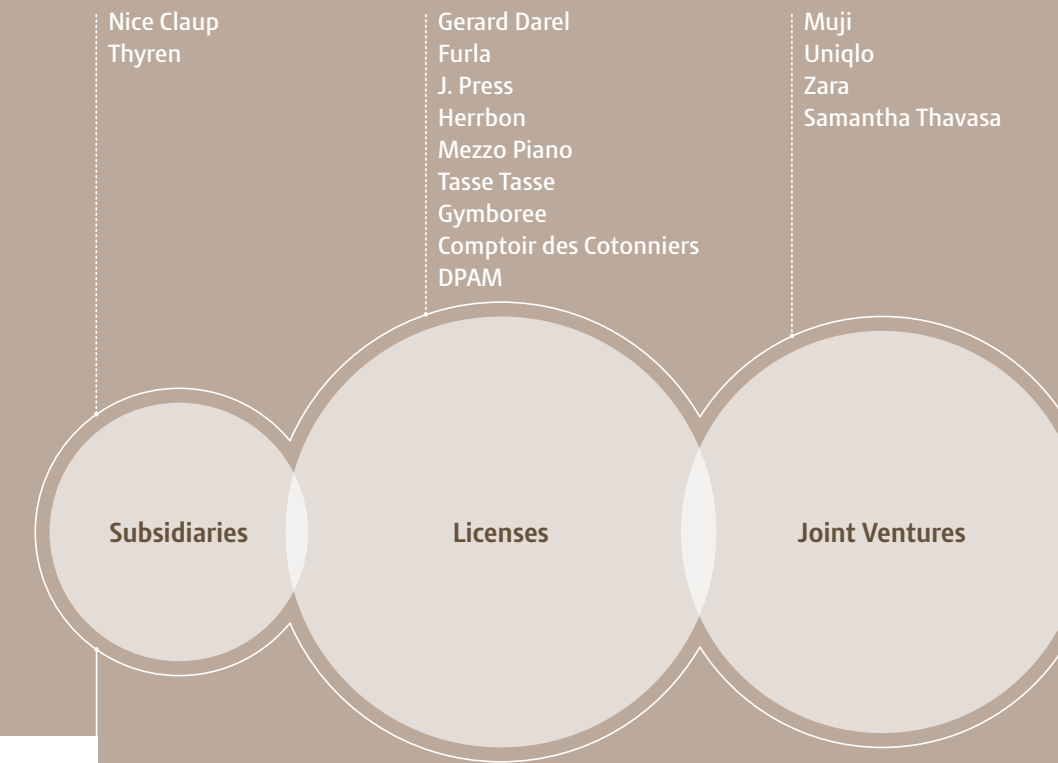 Nice Claup
Thyren
Gerard Darel
Furla
J. Press
Herrbon
Mezzo Piano
Tasse Tasse
Gymboree
Comptoir des Cotonniers
DPAM
Muji
Uniqlo
Zara
Samantha Thavasa
Subsidiaries
Licenses
Joint Ventures